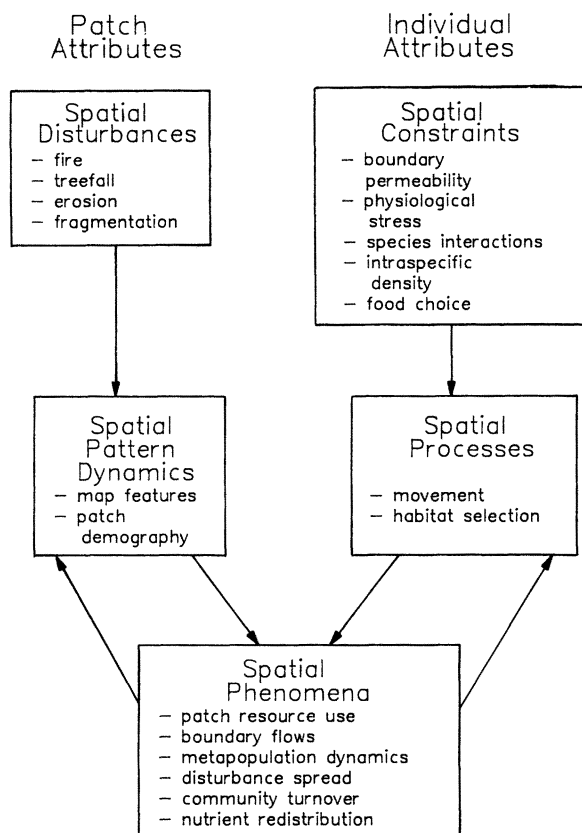 Patch
Attributes
Individual
Attributes
Spatial
Disturbances
– fire
– treefall
– erosion
– fragmentation
Spatial
Constraints
– boundary
permeability
– physiological
stress
– species interactions
– intraspecific
density
– food choice
Spatial
Pattern
Dynamics
– map features
– patch
demography
Spatial
Processes
– movement
– habitat selection
Spatial
Phenomena
– patch resource use
– boundary flows
– metapopulation dynamics
– disturbance spread
– community turnover
– nutrient redistribution